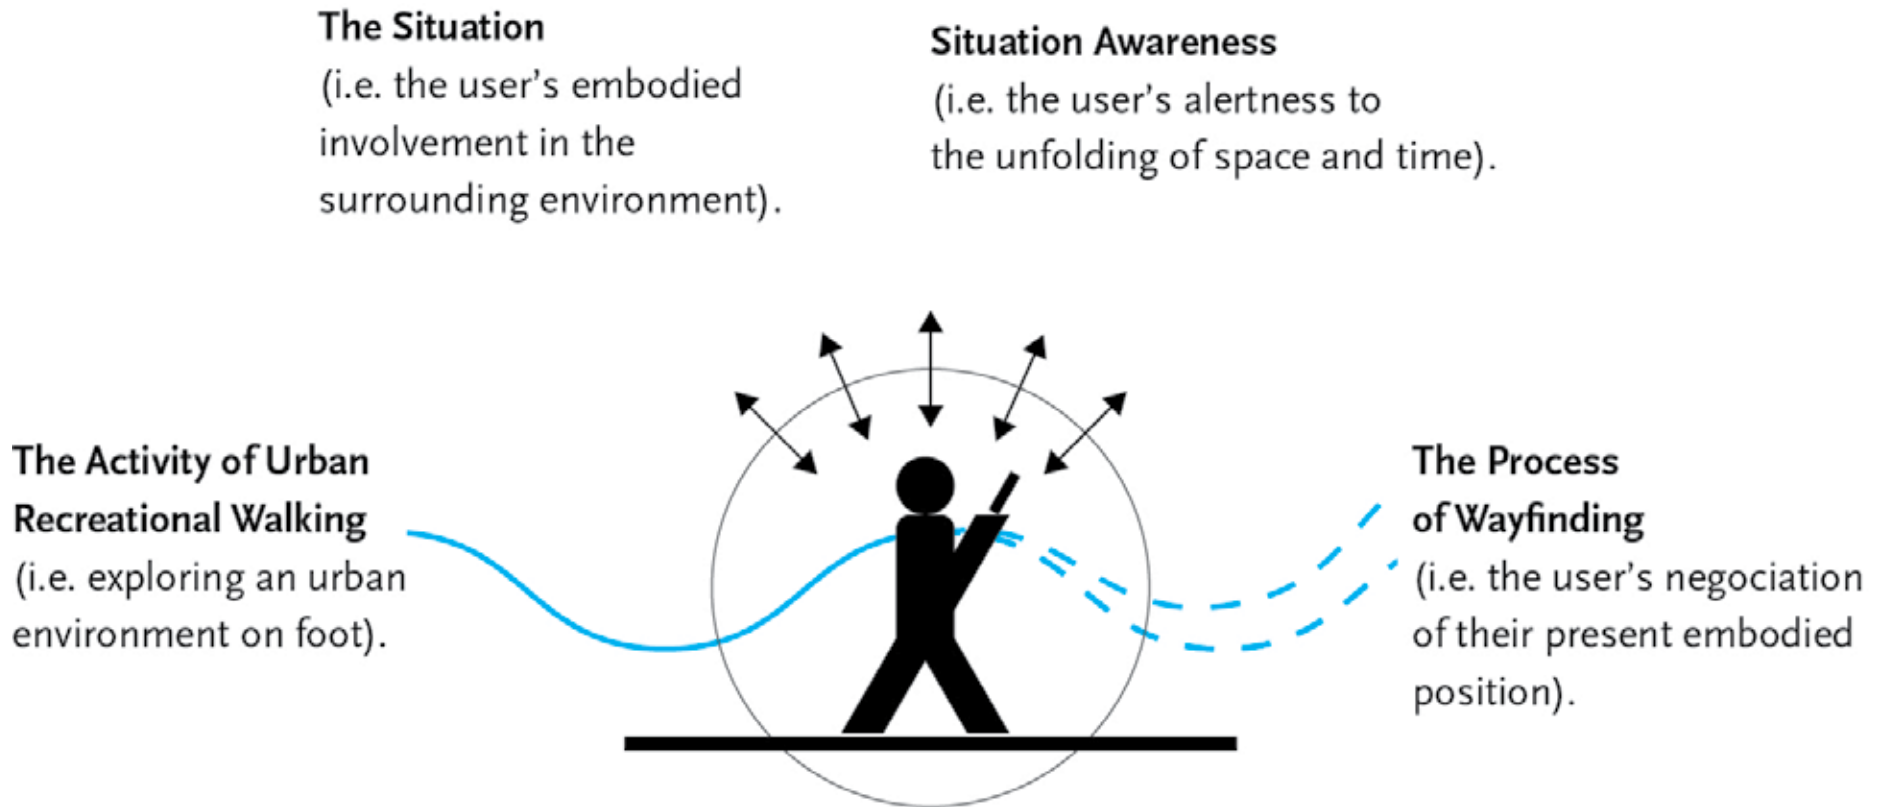 The Situation
(i.e. the user's embodied
involvement in the
surrounding environment).
Situation Awareness
(i.e. the user's alertness to
the unfolding of space and time).
The Activity of Urban
Recreational Walking
(i.e. exploring an urban
environment on foot).
The Process
of Wayfinding
(i.e. the user's negociation
of their present embodied
position).